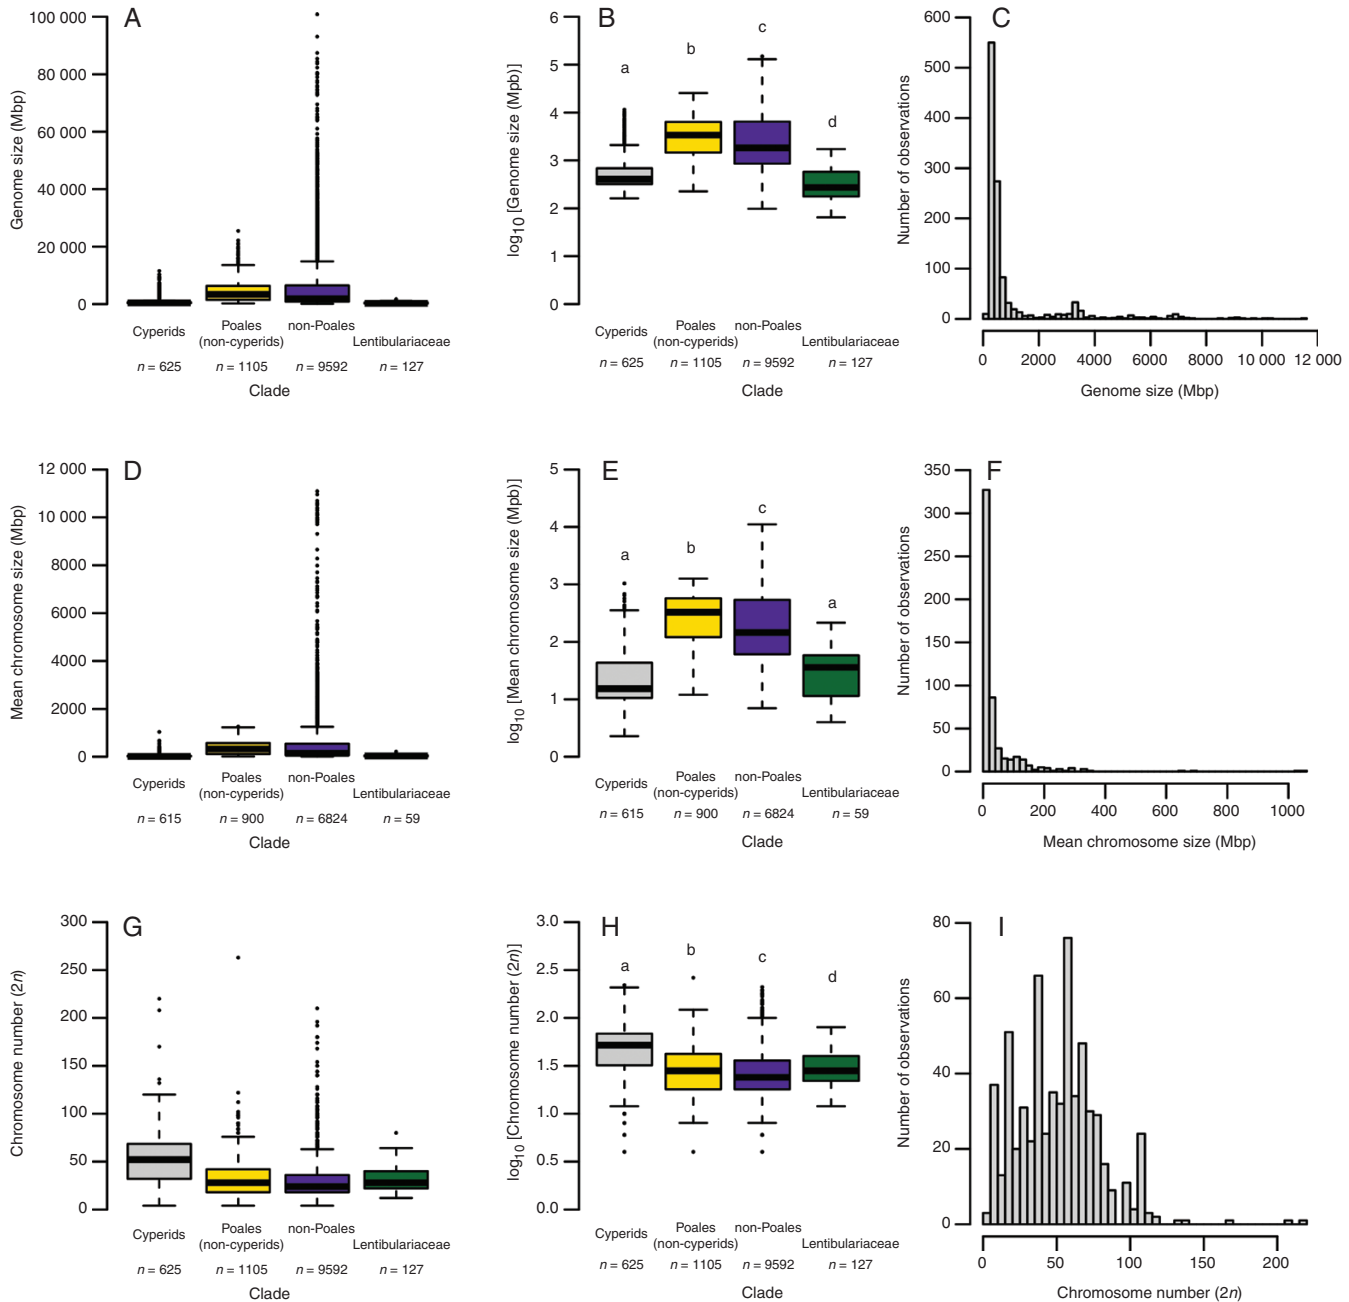 A
Genome size (Mbp)
100 000
80 000
60 000
40 000
20 000
0
Cyperids
Poales
(non-cyperids)
non-Poales
Lentibulariaceae
n = 625
n = 1105
n = 9592
n = 127
Clade
B
log10 [Genome size (Mpb)]
6
5
4
3
2
1
0
a
b
c
d
Cyperids
Poales
(non-cyperids)
non-Poales
Lentibulariaceae
n = 625
n = 1105
n = 9592
n = 127
Clade
C
Number of observations
600
500
400
300
200
100
0
0 2000 4000 6000 8000 10 000 12 000
Genome size (Mbp)
D
Mean chromosome size (Mbp)
12 000
10 000
8000
6000
4000
2000
0
Cyperids
Poales
(non-cyperids)
non-Poales
Lentibulariaceae
n = 615
n = 900
n = 6824
n = 59
Clade
E
log10 [Mean chromosome size (Mpb)]
5
4
3
2
1
0
a
b
c
a
Cyperids
Poales
(non-cyperids)
non-Poales
Lentibulariaceae
n = 615
n = 900
n = 6824
n = 59
Clade
F
Number of observations
350
300
250
200
150
100
50
0
0 200 400 600 800 1000
Mean chromosome size (Mbp)
G
Chromosome number (2n)
300
250
200
150
100
50
0
Cyperids
Poales
(non-cyperids)
non-Poales
Lentibulariaceae
n = 625
n = 1105
n = 9592
n = 127
Clade
H
log10 [Chromosome number (2n)]
3.0
2.5
2.0
1.5
1.0
0.5
0.0
a
b
c
d
Cyperids
Poales
(non-cyperids)
non-Poales
Lentibulariaceae
n = 625
n = 1105
n = 9592
n = 127
Clade
I
Number of observations
80
60
40
20
0
0 50 100 150 200
Chromosome number (2n)